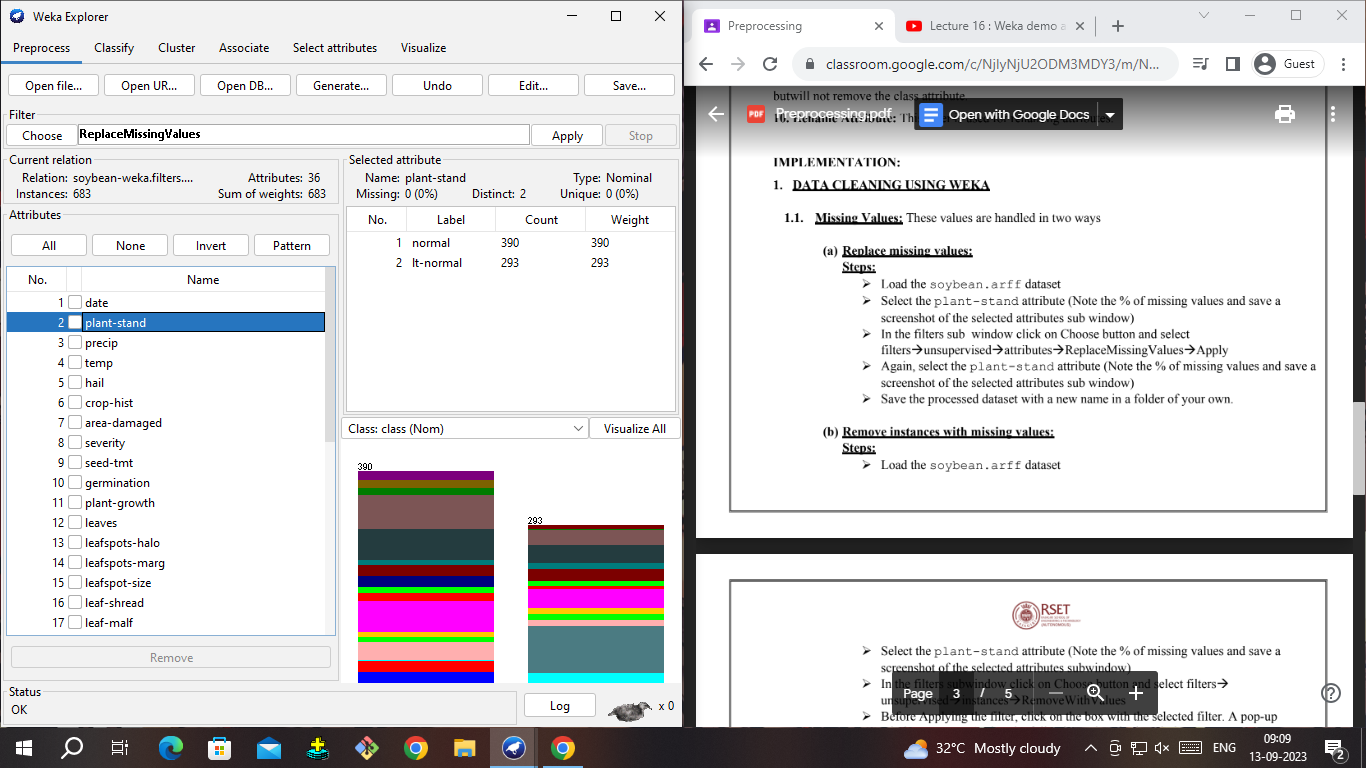 Weka Explorer
Preprocess Classify Cluster Associate Select attributes Visualize
Open file... Open UR... Open DB... Generate... Undo Edit... Save...
Filter
Choose ReplaceMissingValues Apply Stop
Current relation
Relation: soybean-weka.filters.... Attributes: 36
Instances: 683 Sum of weights: 683
Attributes
All None Invert Pattern
No. Name
1 date
2 plant-stand
3 precip
4 temp
5 hail
6 crop-hist
7 area-damaged
8 severity
9 seed-tmt
10 germination
11 plant-growth
12 leaves
13 leafspots-halo
14 leafspots-marg
15 leafspot-size
16 leaf-shread
17 leaf-malf
Remove
Selected attribute
Name: plant-stand Type: Nominal
Missing: 0 (0%) Distinct: 2 Unique: 0 (0%)
No. Label Count Weight
1 normal 390 390
2 lt-normal 293 293
Class: class (Nom) Visualize All
390
293
Status
OK
Log x 0
Preprocessing
Lecture 16 : Weka demo a
classroom.google.com/c/NjIyNjU2ODM3MDY3/m/N...
Guest
butwill not remove the class attribute.
Preprocessing.pdf
Open with Google Docs
IMPLEMENTATION:
1. DATA CLEANING USING WEKA
1.1. Missing Values: These values are handled in two ways
(a) Replace missing values:
Steps:
➢ Load the soybean.arff dataset
➢ Select the plant-stand attribute (Note the % of missing values and save a
screenshot of the selected attributes sub window)
➢ In the filters sub window click on Choose button and select
filters→unsupervised→attributes→ReplaceMissingValues→Apply
➢ Again, select the plant-stand attribute (Note the % of missing values and save a
screenshot of the selected attributes sub window)
➢ Save the processed dataset with a new name in a folder of your own.
(b) Remove instances with missing values:
Steps:
➢ Load the soybean.arff dataset
RSET
➢ Select the plant-stand attribute (Note the % of missing values and save a
screenshot of the selected attributes subwindow)
➢ In the filters subwindow click on Choose button and select filters→
unsupervised→instances→RemoveWithValues
➢ Before Applying the filter, click on the box with the selected filter. A pop-up
Page 3 / 5
32°C Mostly cloudy
ENG
09:09
13-09-2023
2